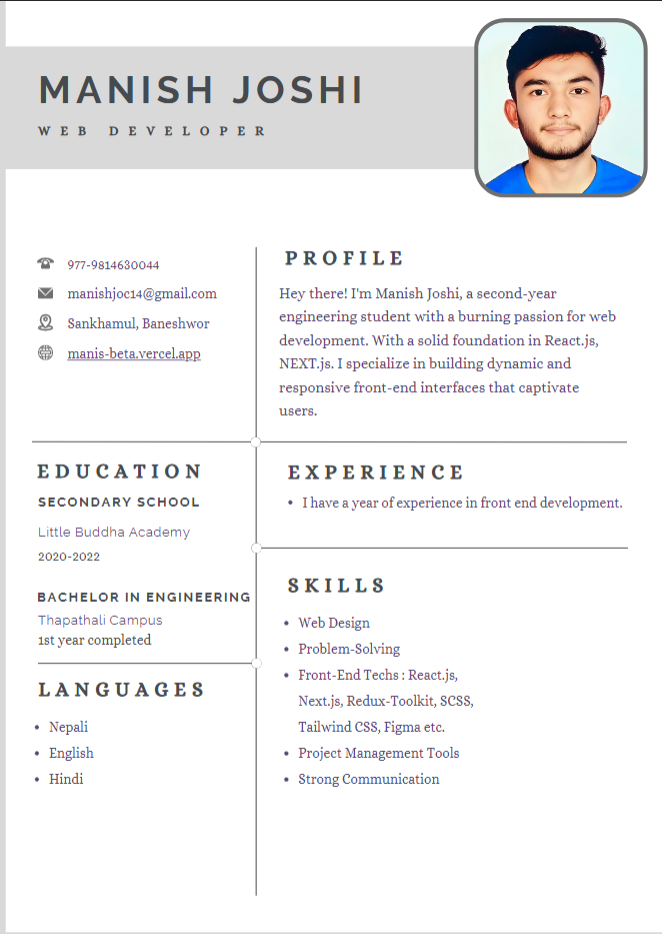 MANISH JOSHI
WEB DEVELOPER
977-9814630044
manishjoc14@gmail.com
Sankhamul, Baneshwor
manis-beta.vercel.app
PROFILE
Hey there! I'm Manish Joshi, a second-year
engineering student with a burning passion for web
development. With a solid foundation in React.js,
NEXT.js. I specialize in building dynamic and
responsive front-end interfaces that captivate
users.
EDUCATION
SECONDARY SCHOOL
Little Buddha Academy
2020-2022
BACHELOR IN ENGINEERING
Thapathali Campus
1st year completed
LANGUAGES
• Nepali
• English
• Hindi
EXPERIENCE
• I have a year of experience in front end development.
SKILLS
• Web Design
• Problem-Solving
• Front-End Techs : React.js,
Next.js, Redux-Toolkit, SCSS,
Tailwind CSS, Figma etc.
• Project Management Tools
• Strong Communication